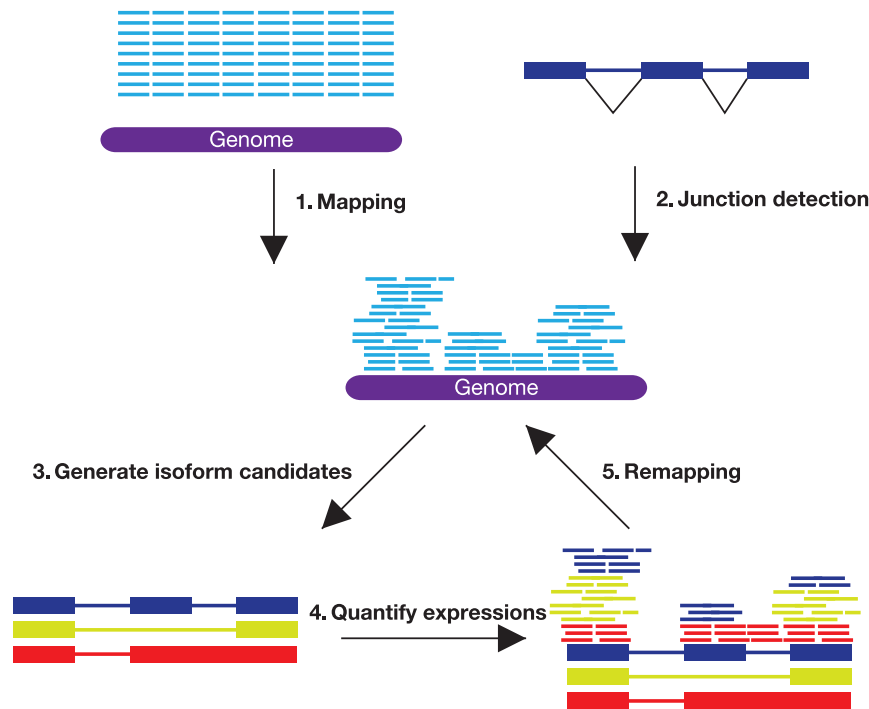 Genome
1. Mapping
2. Junction detection
Genome
3. Generate isoform candidates
5. Remapping
4. Quantify expressions